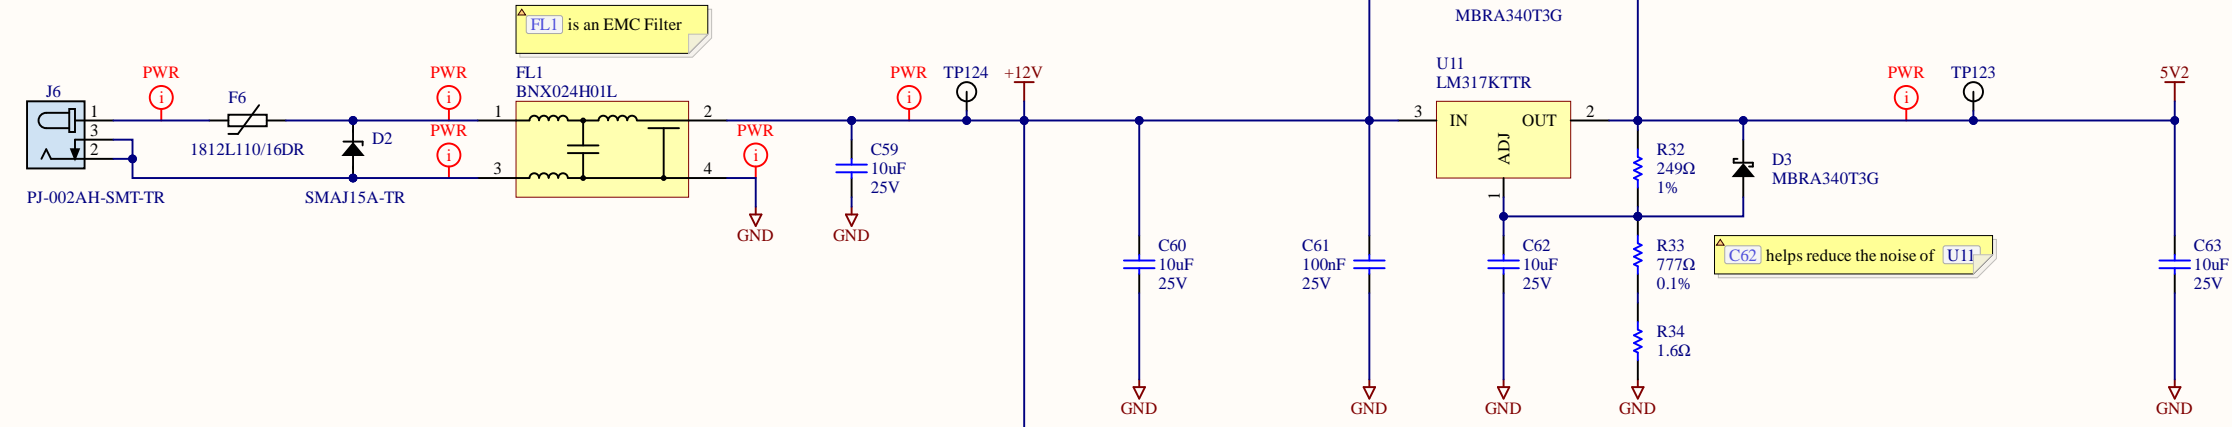 FL1 is an EMC Filter
MBRA340T3G
PWR
PWR
FL1
BNX024H01L
PWR
TP124
+12V
U11
LM317KTTR
PWR
TP123
5V2
J6
1
3
2
PJ-002AH-SMT-TR
F6
1812L110/16DR
D2
SMAJ15A-TR
PWR
1
2
3
4
PWR
GND
C59
10uF
25V
GND
3
IN
OUT
2
ADJ
1
R32
249Ω
1%
D3
MBRA340T3G
C60
10uF
25V
GND
C61
100nF
25V
GND
C62
10uF
25V
GND
R33
777Ω
0.1%
R34
1.6Ω
GND
C62 helps reduce the noise of U11
C63
10uF
25V
GND